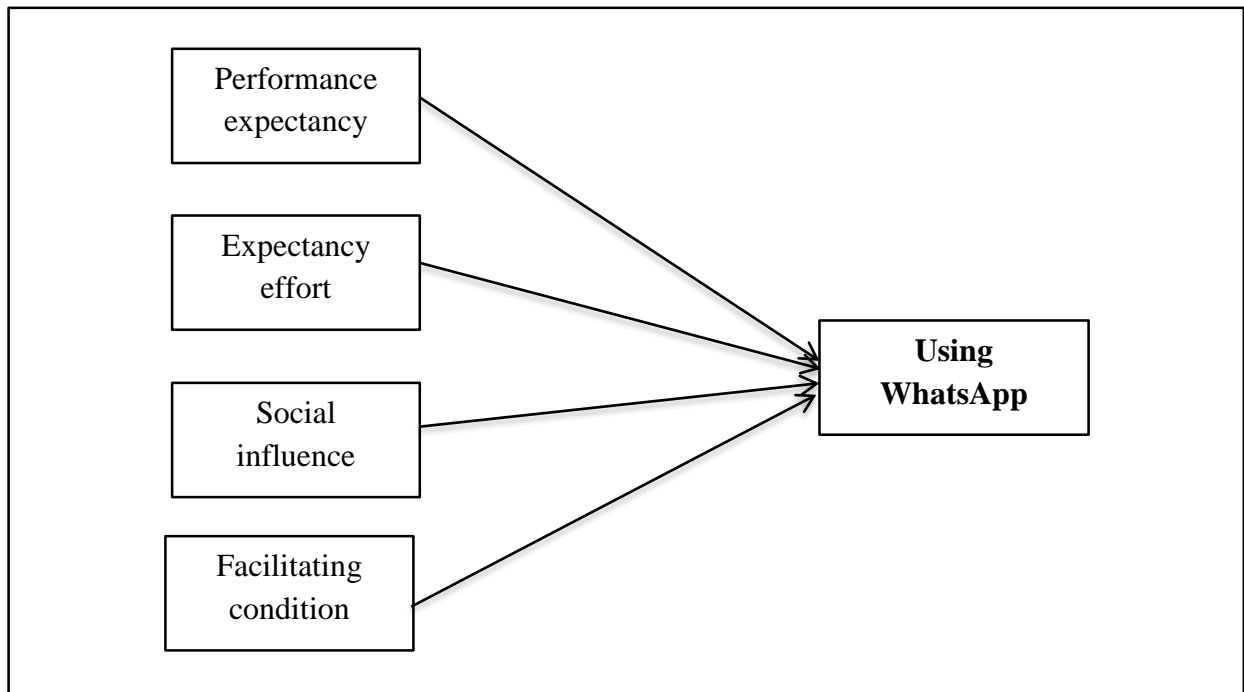 Performance
expectancy
Expectancy
effort
Social
influence
Facilitating
condition
Using
WhatsApp